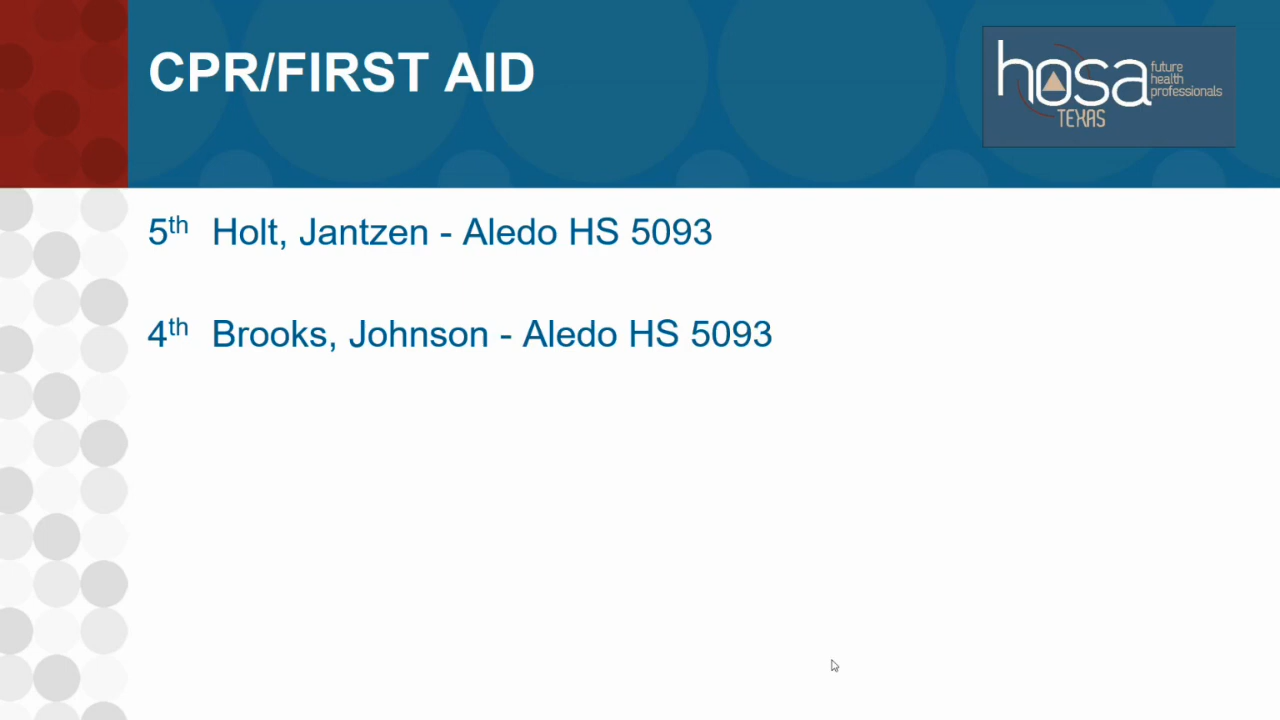 CPR/FIRST AID
hosa
future
health
professionals
TEXAS
5th Holt, Jantzen - Aledo HS 5093
4th Brooks, Johnson - Aledo HS 5093